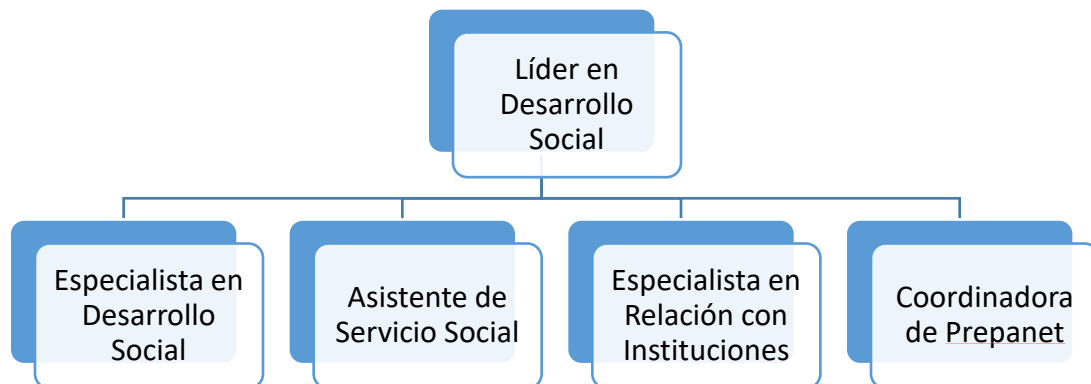 Líder en
Desarrollo
Social
Especialista en
Desarrollo
Social
Asistente de
Servicio Social
Especialista en
Relación con
Instituciones
Coordinadora
de Prepanet